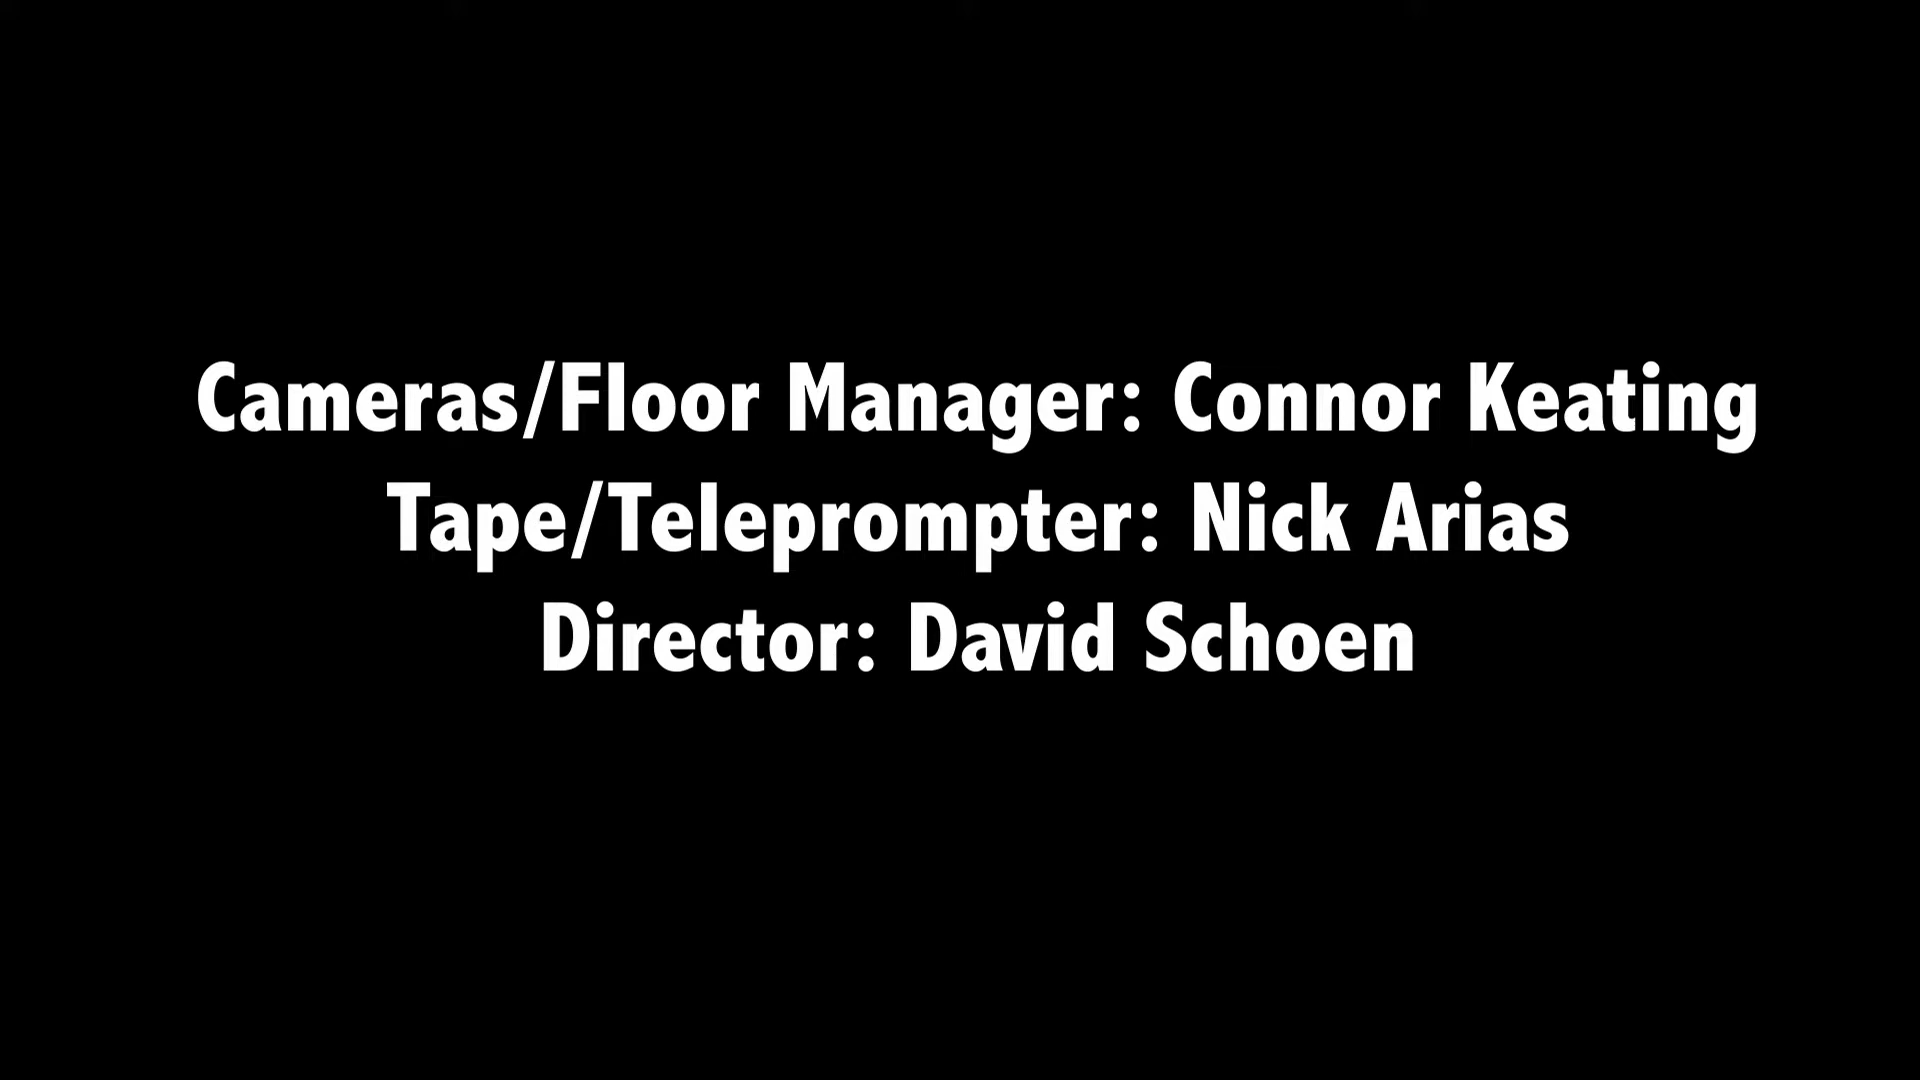 Cameras/Floor Manager: Connor Keating
Tape/Teleprompter: Nick Arias
Director: David Schoen